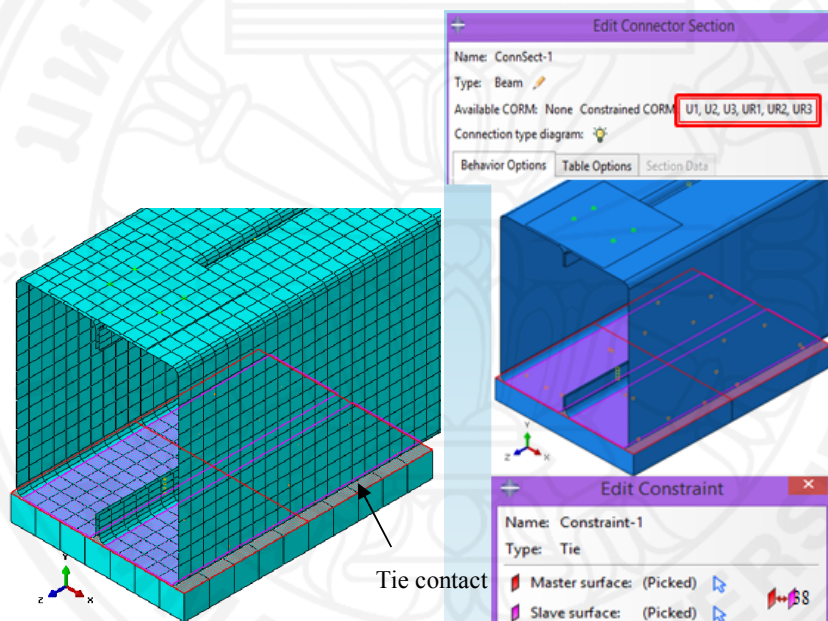 Edit Connector Section
Name: ConnSect-1
Type: Beam
Available CORM: None Constrained CORM U1, U2, U3, UR1, UR2, UR3
Connection type diagram:
Behavior Options Table Options Section Data
Y
Z X
Edit Constraint
Name: Constraint-1
Type: Tie
Tie contact
Master surface: (Picked)
Slave surface: (Picked)
Y
Z X